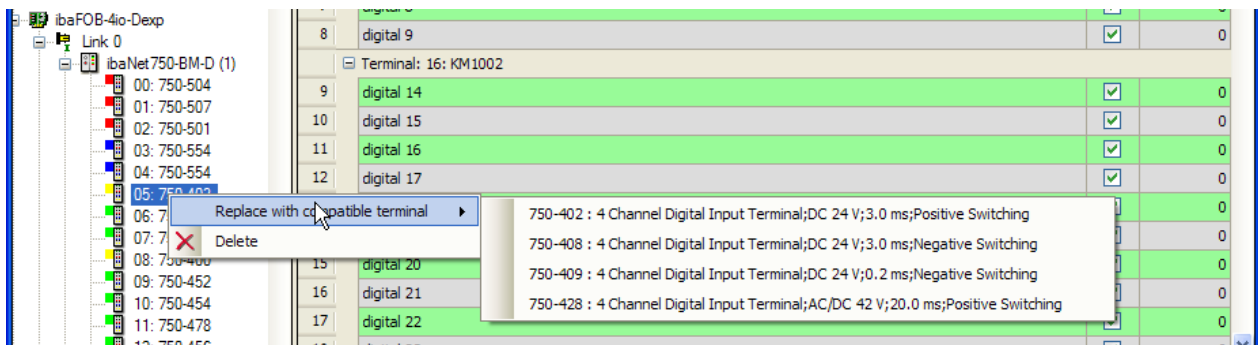 ibaFOB-4io-Dexp
Link 0
ibaNet750-BM-D (1)
00: 750-504
01: 750-507
02: 750-501
03: 750-554
04: 750-554
05:
06: 7
07: 7
08: 750-400
09: 750-452
10: 750-454
11: 750-478
8 digital 9 0
Terminal: 16: KM1002
9 digital 14 0
10 digital 15 0
11 digital 16 0
12 digital 17 0
0
0
15 digital 20 0
16 digital 21 0
17 digital 22 0
Replace with compatible terminal
Delete
750-402 : 4 Channel Digital Input Terminal;DC 24 V;3.0 ms;Positive Switching
750-408 : 4 Channel Digital Input Terminal;DC 24 V;3.0 ms;Negative Switching
750-409 : 4 Channel Digital Input Terminal;DC 24 V;0.2 ms;Negative Switching
750-428 : 4 Channel Digital Input Terminal;AC/DC 42 V;20.0 ms;Positive Switching